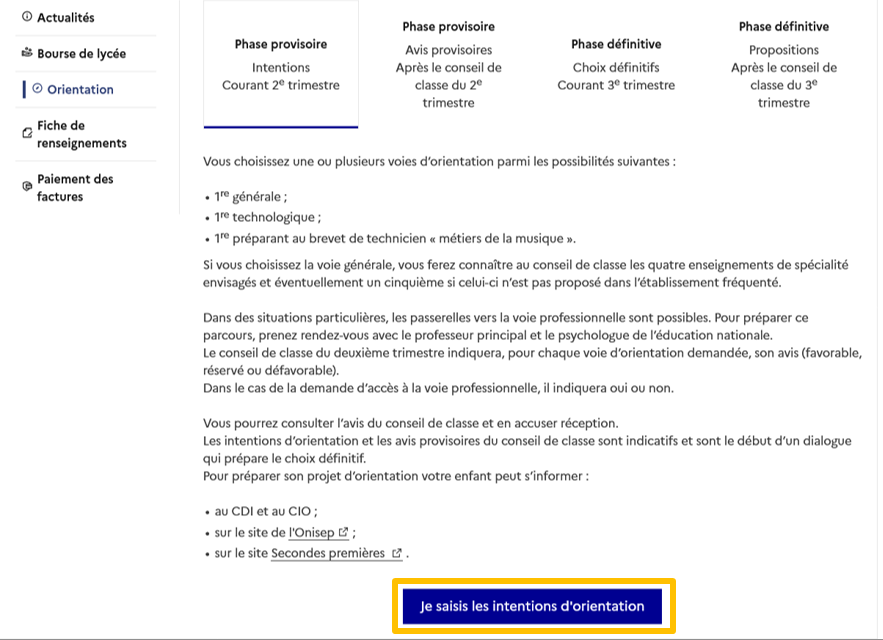 Actualités
Bourse de lycée
Orientation
Fiche de
renseignements
Paiement des
factures
Phase provisoire
Intentions
Courant 2e trimestre
Phase provisoire
Avis provisoires
Après le conseil de
classe du 2e
trimestre
Phase définitive
Choix définitifs
Courant 3e trimestre
Phase définitive
Propositions
Après le conseil de
classe du 3e
trimestre
Vous choisissez une ou plusieurs voies d'orientation parmi les possibilités suivantes :
• 1re générale ;
• 1re technologique ;
• 1re préparant au brevet de technicien « métiers de la musique ».
Si vous choisissez la voie générale, vous ferez connaître au conseil de classe les quatre enseignements de spécialité
envisagés et éventuellement un cinquième si celui-ci n'est pas proposé dans l'établissement fréquenté.
Dans des situations particulières, les passerelles vers la voie professionnelle sont possibles. Pour préparer ce
parcours, prenez rendez-vous avec le professeur principal et le psychologue de l'éducation nationale.
Le conseil de classe du deuxième trimestre indiquera, pour chaque voie d'orientation demandée, son avis (favorable,
réservé ou défavorable).
Dans le cas de la demande d'accès à la voie professionnelle, il indiquera oui ou non.
Vous pourrez consulter l'avis du conseil de classe et en accuser réception.
Les intentions d'orientation et les avis provisoires du conseil de classe sont indicatifs et sont le début d'un dialogue
qui prépare le choix définitif.
Pour préparer son projet d'orientation votre enfant peut s'informer :
• au CDI et au CIO ;
• sur le site de l'Onisep ;
• sur le site Secondes premières .
Je saisis les intentions d'orientation